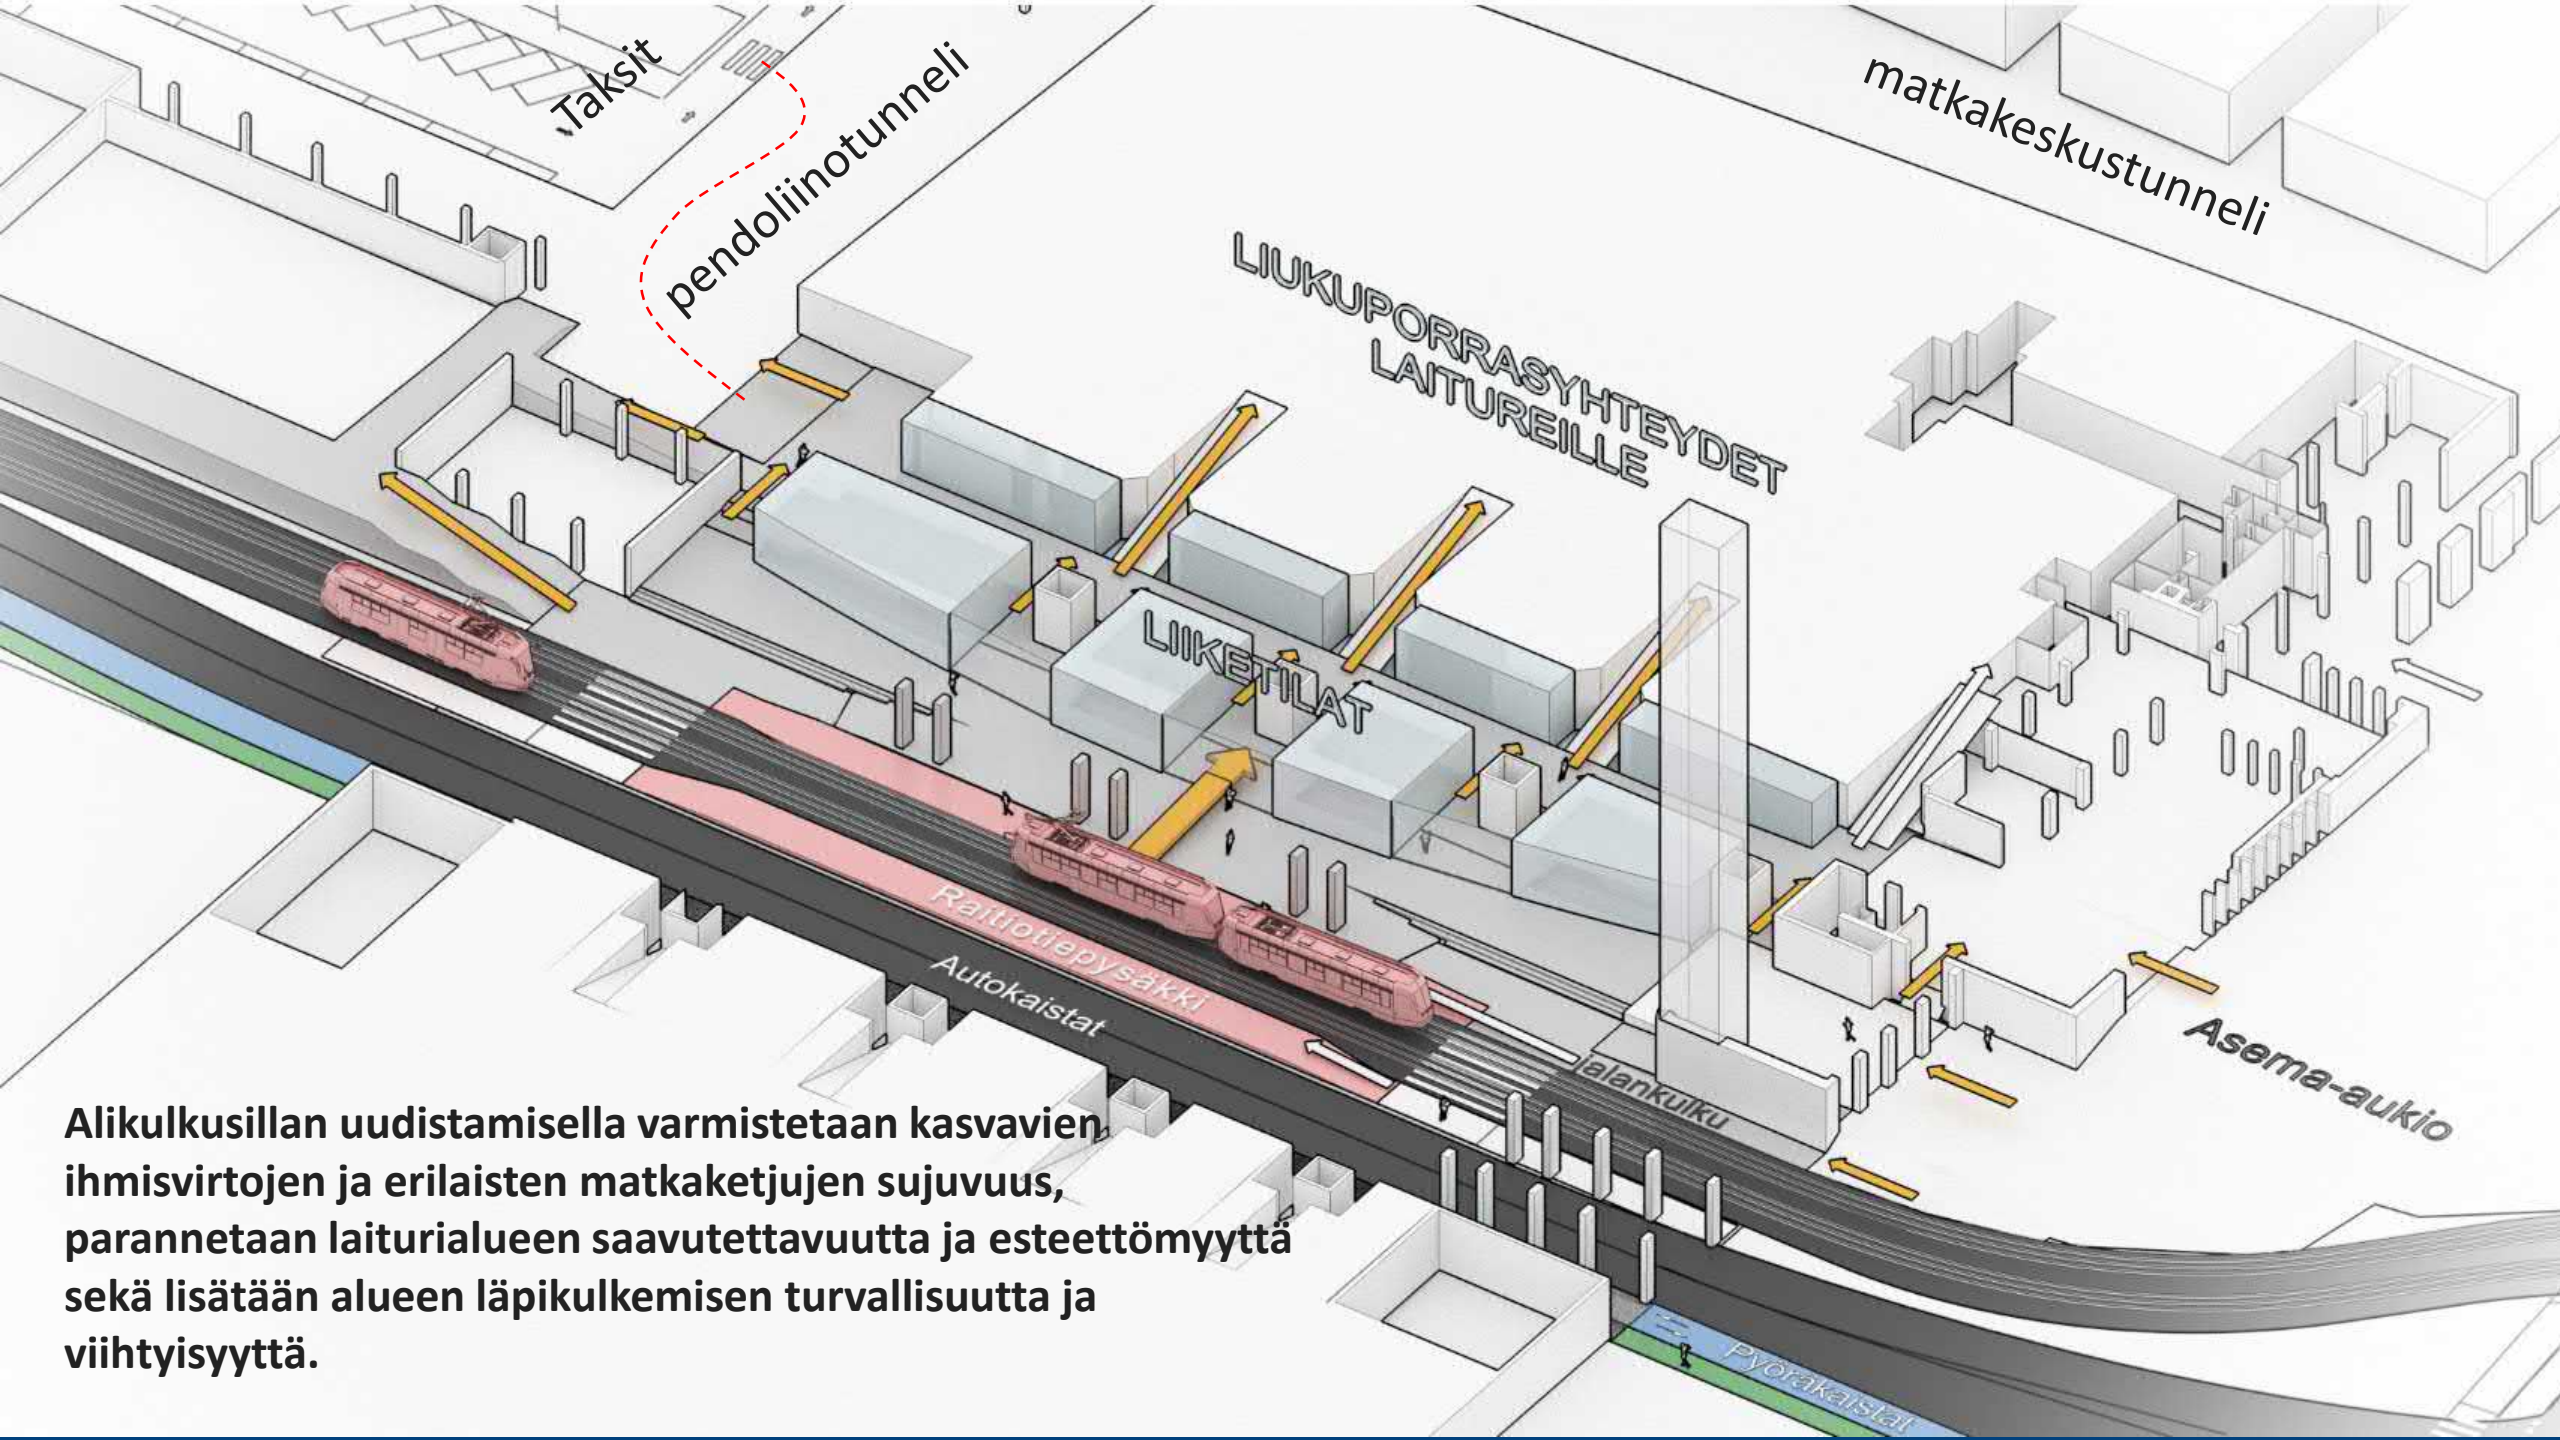 Taksit
pendoliinotunneli
matkakeskustunneli
LIUKUPORRASYHTEYDET
LAITUREILLE
LIIKETILAT
Raitiotiepysäkki
Autokaistat
jalankulku
Asema-aukio
Pyöräkaistat
Alikulkusillan uudistamisella varmistetaan kasvavien
ihmisvirtojen ja erilaisten matkaketjujen sujuvuus,
parannetaan laiturialueen saavutettavuutta ja esteettömyyttä
sekä lisätään alueen läpikulkemisen turvallisuutta ja
viihtyisyyttä.